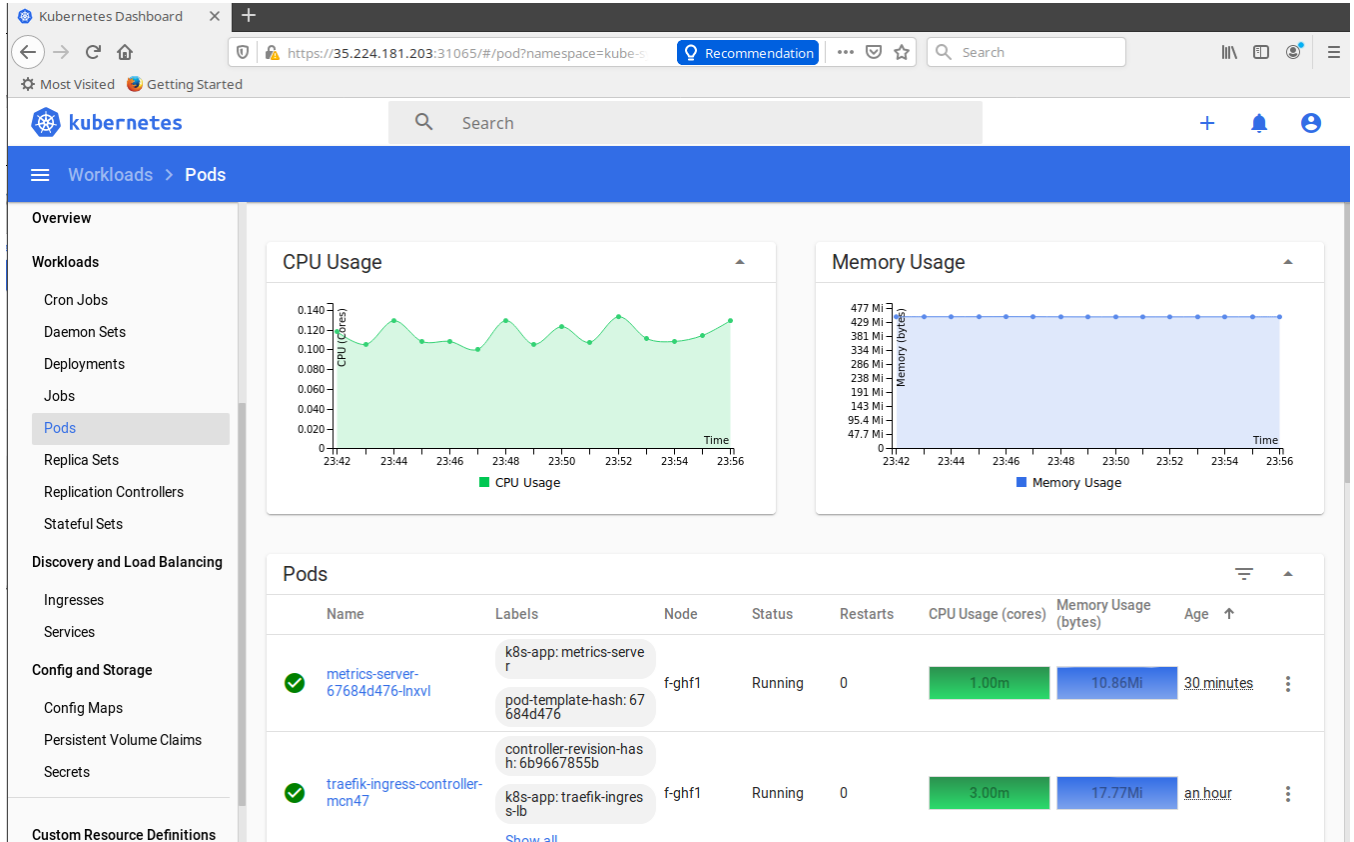 Kubernetes Dashboard
https://35.224.181.203:31065/#/pod?namespace=kube-s
Recommendation
Search
Most Visited
Getting Started
kubernetes
Search
Workloads > Pods
Overview
Workloads
Cron Jobs
Daemon Sets
Deployments
Jobs
Pods
Replica Sets
Replication Controllers
Stateful Sets
Discovery and Load Balancing
Ingresses
Services
Config and Storage
Config Maps
Persistent Volume Claims
Secrets
Custom Resource Definitions
CPU Usage
CPU (cores)
0.140
0.120
0.100
0.080
0.060
0.040
0.020
0
Time
23:42 23:44 23:46 23:48 23:50 23:52 23:54 23:56
CPU Usage
Memory Usage
Memory (bytes)
477 Mi
429 Mi
381 Mi
334 Mi
286 Mi
238 Mi
191 Mi
143 Mi
95.4 Mi
47.7 Mi
0
Time
23:42 23:44 23:46 23:48 23:50 23:52 23:54 23:56
Memory Usage
Pods
Name Labels Node Status Restarts CPU Usage (cores) Memory Usage
(bytes) Age
metrics-server-
67684d476-lnxvl
k8s-app: metrics-serve
r
pod-template-hash: 67
684d476
f-ghf1 Running 0 1.00m 10.86Mi 30 minutes
traefik-ingress-controller-
mcn47
controller-revision-has
h: 6b9667855b
k8s-app: traefik-ingres
s-lb
Show all
f-ghf1 Running 0 3.00m 17.77Mi an hour